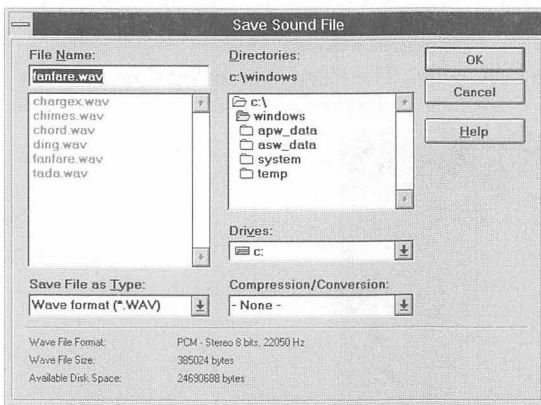 Save Sound File
File Name:
fanfare.wav
chargex.wav
chimes.wav
chord.wav
ding.wav
fanfare.wav
tada.wav
Save File as Type:
Wave format (*.WAV)
Directories:
c:\windows
c:\
windows
apw_data
asw_data
system
temp
Drives:
c:
Compression/Conversion:
- None -
OK
Cancel
Help
Wave File Format: PCM - Stereo 8 bits, 22050 Hz
Wave File Size: 385024 bytes
Available Disk Space: 24690688 bytes